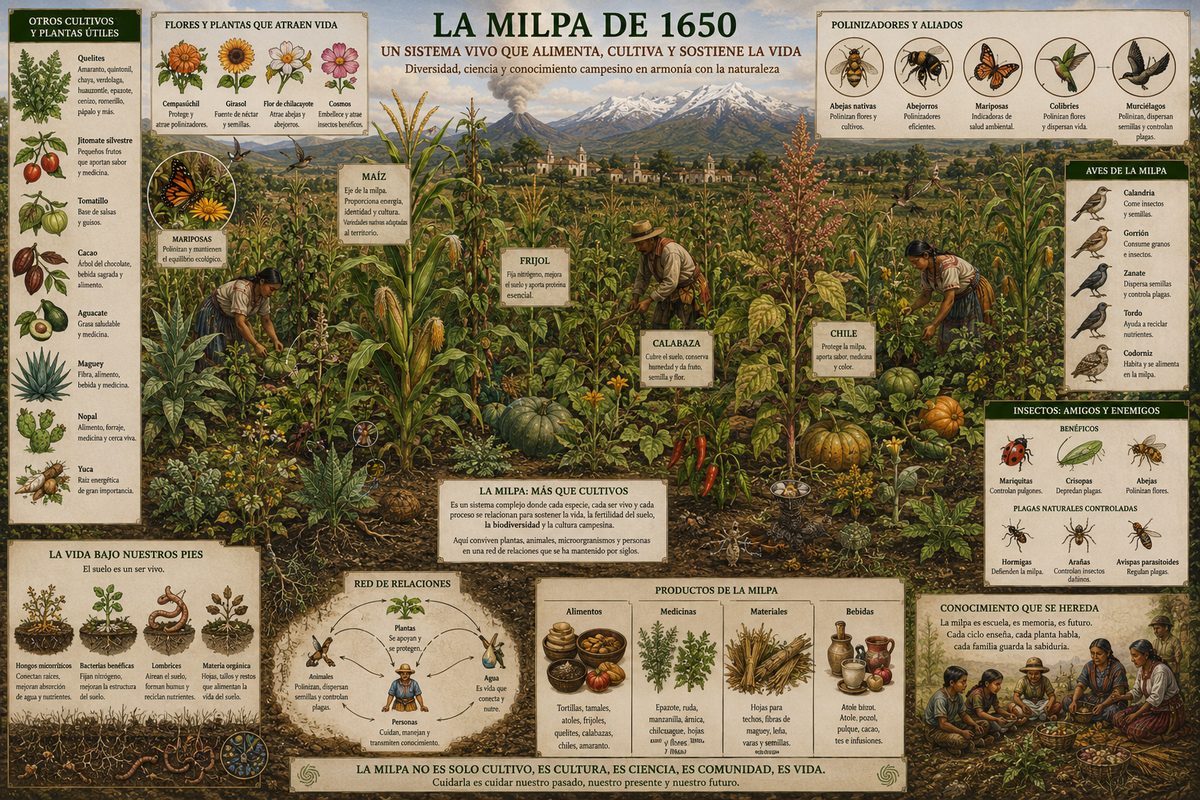 LA MILPA DE 1650
UN SISTEMA VIVO QUE ALIMENTA, CULTIVA Y SOSTIENE LA VIDA
Diversidad, ciencia y conocimiento campesino en armonía con la naturaleza
OTROS CULTIVOS
Y PLANTAS ÚTILES
Quelites
Amaranto, quintonil,
chaya, verdolaga,
huauzontle, epazote,
cenizo, romerillo,
pápalo y más.
Jitomate silvestre
Pequeños frutos
que aportan sabor
y medicina.
Tomatillo
Base de salsas
y guisos.
Cacao
Árbol del chocolate,
bebida sagrada y
alimento.
Aguacate
Grasa saludable
y medicina.
Maguey
Fibra, alimento,
bebida y medicina.
Nopal
Alimento, forraje,
medicina y cerca viva.
Yuca
Raíz energética
de gran importancia.
FLORES Y PLANTAS QUE ATRAEN VIDA
Cempasúchil
Protege y
atrae polinizadores.
Girasol
Fuente de néctar
y semillas.
Flor de chilacayote
Atrae abejas y
abejorros.
Cosmos
Embellece y atrae
insectos benéficos.
POLINIZADORES Y ALIADOS
Abejas nativas
Polinizan flores y
cultivos.
Abejorros
Polinizadores
eficientes.
Mariposas
Indicadoras de
salud ambiental.
Colibríes
Polinizan flores
y dispersan vida.
Murciélagos
Polinizan, dispersan
semillas y controlan
plagas.
MARIPOSAS
Polinizan y mantienen
el equilibrio ecológico.
MAÍZ
Eje de la milpa.
Proporciona energía,
identidad y cultura.
Variedades nativas adaptadas
al territorio.
FRIJOL
Fija nitrógeno, mejora
el suelo y aporta proteína
esencial.
CALABAZA
Cubre el suelo, conserva
humedad y da fruto,
semilla y flor.
CHILE
Protege la milpa,
aporta sabor, medicina
y color.
AVES DE LA MILPA
Calandria
Come insectos
y semillas.
Gorrión
Consume granos
e insectos.
Zanate
Dispersa semillas
y controla plagas.
Tordo
Ayuda a reciclar
nutrientes.
Codorniz
Habita y se alimenta
en la milpa.
INSECTOS: AMIGOS Y ENEMIGOS
BENÉFICOS
Mariquitas
Controlan pulgones.
Crisopas
Depredan plagas.
Abejas
Polinizan flores.
PLAGAS NATURALES CONTROLADAS
Hormigas
Defienden la milpa.
Arañas
Controlan insectos
Avispas parasitoides
Regulan plagas.
LA MILPA: MÁS QUE CULTIVOS
Es un sistema complejo donde cada especie, cada ser vivo y cada
proceso se relacionan para sostener la vida, la fertilidad del suelo,
la biodiversidad y la cultura campesina.
Aquí conviven plantas, animales, microorganismos y personas
en una red de relaciones que se ha mantenido por siglos.
LA VIDA BAJO NUESTROS PIES
El suelo es un ser vivo.
Hongos micorrícicos
Conectan raíces,
mejoran absorción
de agua y nutrientes.
Bacterias benéficas
Fijan nitrógeno,
mejoran la estructura
del suelo.
Lombrices
Airean el suelo,
forman humus y
reciclan nutrientes.
Materia orgánica
Hojas, tallos y restos
que alimentan la
vida del suelo.
RED DE RELACIONES
Plantas
Se apoyan y
se protegen.
Animales
Polinizan, dispersan
semillas y controlan
plagas.
Agua
Es vida que
conecta y
nutre.
Personas
Cuidan, manejan y
transmiten conocimiento.
PRODUCTOS DE LA MILPA
Alimentos
Tortillas, tamales,
atoles, frijoles,
quelites, calabazas,
chiles, amaranto.
Medicinas
Epazote, ruda,
manzanilla, árnica,
chilcuague, hojas
y flores
Materiales
Hojas para
techos, fibras de
maguey, leña,
varas y semillas.
Bebidas
Atole
Atole, pozol,
pulque, cacao,
tes e infusiones.
CONOCIMIENTO QUE SE HEREDA
La milpa es escuela, es memoria, es futuro.
Cada ciclo enseña, cada planta habla,
cada familia guarda la sabiduría.
LA MILPA NO ES SOLO CULTIVO, ES CULTURA, ES CIENCIA, ES COMUNIDAD, ES VIDA.
Cuidarla es cuidar nuestro pasado, nuestro presente y nuestro futuro.